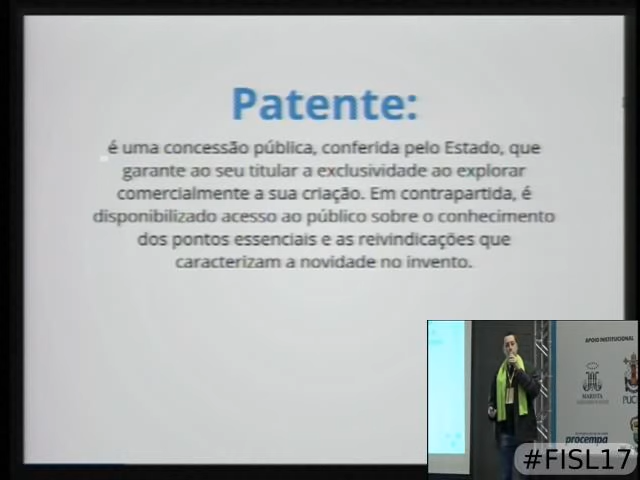 Patente:
é uma concessão pública, conferida pelo Estado, que
garante ao seu titular a exclusividade ao explorar
comercialmente a sua criação. Em contrapartida, é
disponibilizado acesso ao público sobre o conhecimento
dos pontos essenciais e as reivindicações que
caracterizam a novidade no invento.
APOIO INSTITUCIONAL
MARISTA
PUC
procempa
#FISL17